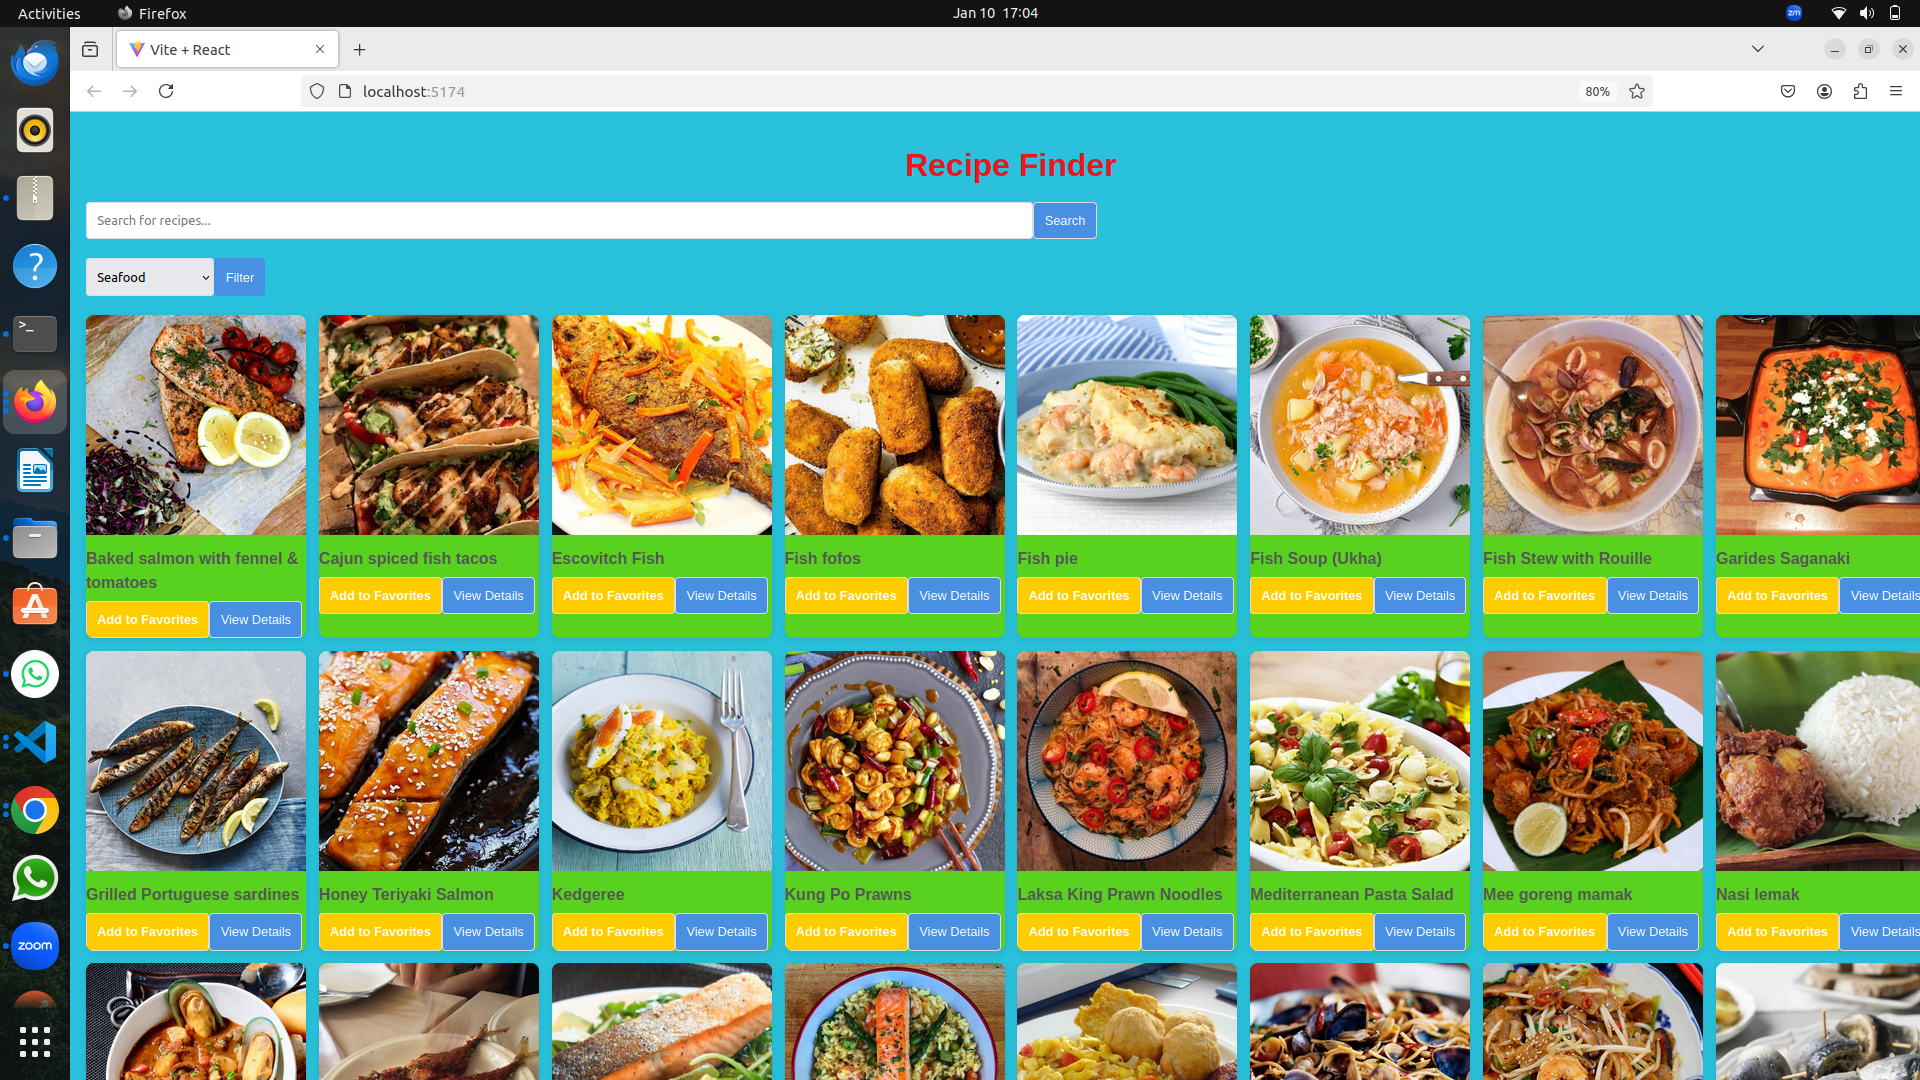 Activities
Firefox
Jan 10 17:04
zm
Vite + React
localhost:5174
80%
Recipe Finder
Search for recipes...
Search
Seafood
Filter
Baked salmon with fennel &
tomatoes
Add to Favorites View Details
Cajun spiced fish tacos
Add to Favorites View Details
Escovitch Fish
Add to Favorites View Details
Fish fofos
Add to Favorites View Details
Fish pie
Add to Favorites View Details
Fish Soup (Ukha)
Add to Favorites View Details
Fish Stew with Rouille
Add to Favorites View Details
Garides Saganaki
Add to Favorites View Details
Grilled Portuguese sardines
Add to Favorites View Details
Honey Teriyaki Salmon
Add to Favorites View Details
Kedgeree
Add to Favorites View Details
Kung Po Prawns
Add to Favorites View Details
Laksa King Prawn Noodles
Add to Favorites View Details
Mediterranean Pasta Salad
Add to Favorites View Details
Mee goreng mamak
Add to Favorites View Details
Nasi lemak
Add to Favorites View Details
zoom